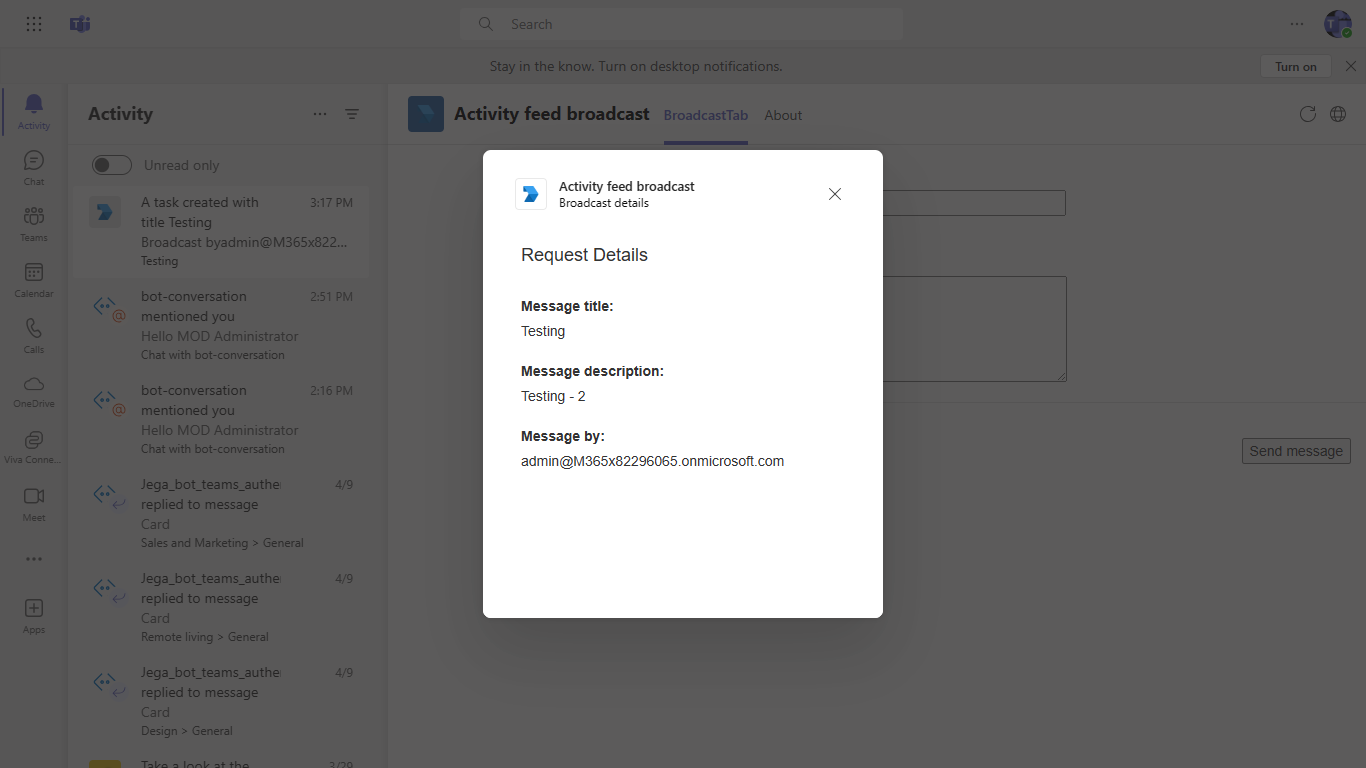 Search
Stay in the know. Turn on desktop notifications.
Turn on
Activity
Chat
Teams
Calendar
Calls
OneDrive
Viva Conne...
Meet
Apps
Activity
Unread only
A task created with 3:17 PM
title Testing
Broadcast byadmin@M365x822...
Testing
bot-conversation 2:51 PM
mentioned you
Hello MOD Administrator
Chat with bot-conversation
bot-conversation 2:16 PM
mentioned you
Hello MOD Administrator
Chat with bot-conversation
Jega_bot_teams_auther 4/9
replied to message
Card
Sales and Marketing > General
Jega_bot_teams_auther 4/9
replied to message
Card
Remote living > General
Jega_bot_teams_auther 4/9
replied to message
Card
Design > General
Take a look at the 3/29
Activity feed broadcast BroadcastTab About
Send message
Activity feed broadcast
Broadcast details
Request Details
Message title:
Testing
Message description:
Testing - 2
Message by:
admin@M365x82296065.onmicrosoft.com